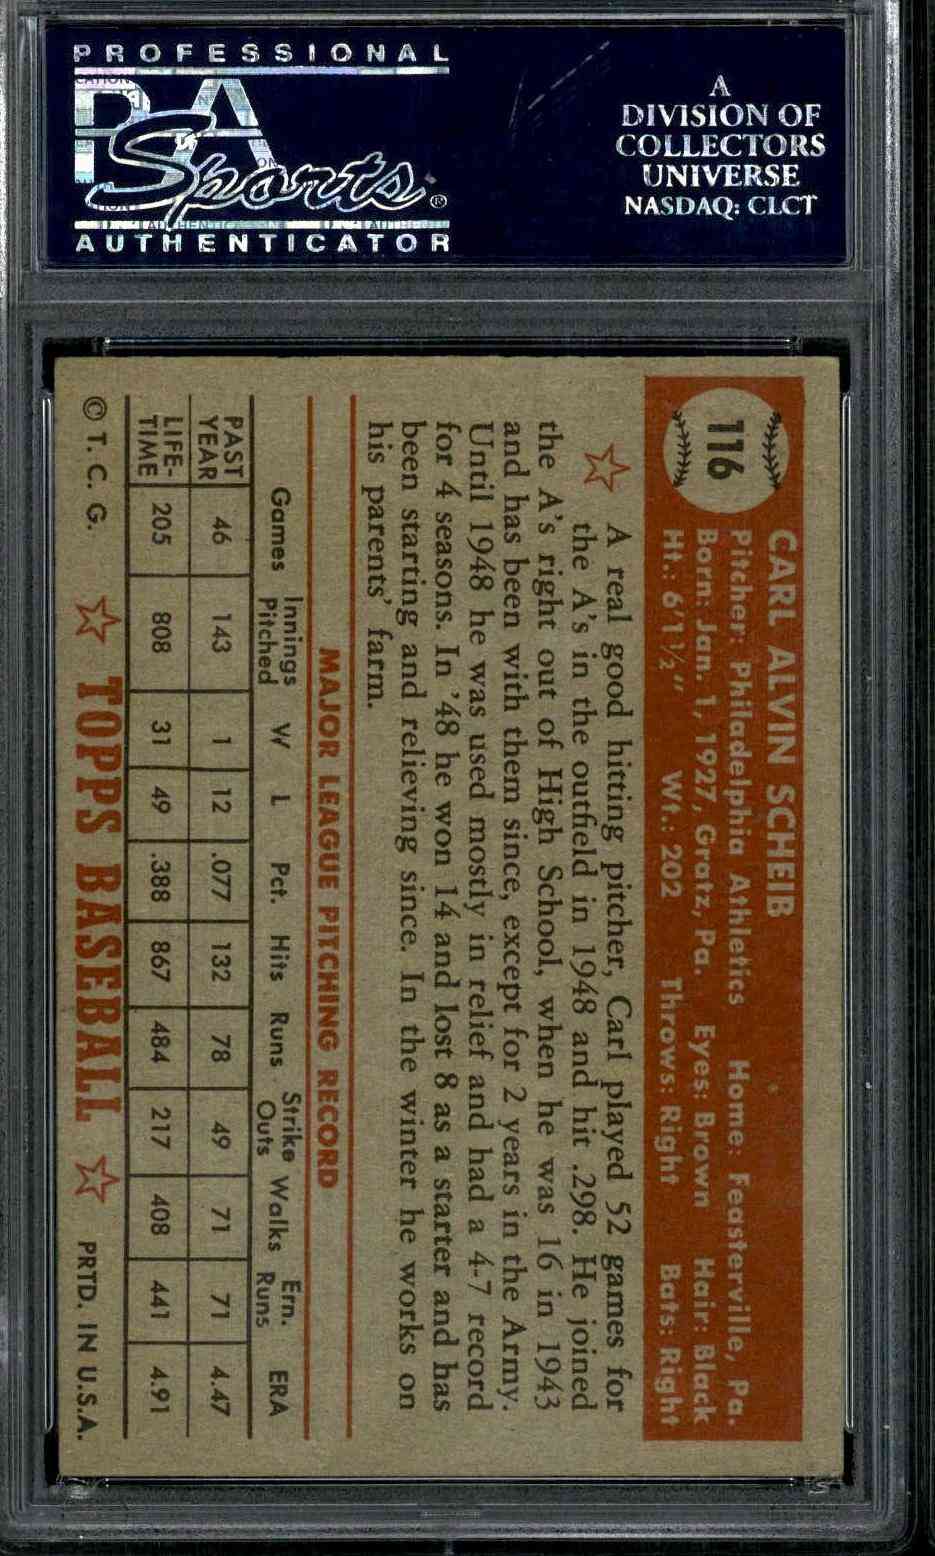 PROFESSIONAL
PSA
Sports®
AUTHENTICATOR
A
DIVISION OF
COLLECTORS
UNIVERSE
NASDAQ: CLCT
116
CARL ALVIN SCHEIB
Pitcher: Philadelphia Athletics Home: Feasterville, Pa.
Born: Jan. 1, 1927, Gratz, Pa. Eyes: Brown Hair: Black
Ht.: 6'1½" Wt.: 202 Throws: Right Bats: Right
A real good hitting pitcher, Carl played 52 games for
the A's in the outfield in 1948 and hit .298. He joined
the A's right out of High School, when he was 16 in 1943
and has been with them since, except for 2 years in the Army.
Until 1948 he was used mostly in relief and had a 4-7 record
for 4 seasons. In '48 he won 14 and lost 8 as a starter and has
been starting and relieving since. In the winter he works on
his parents' farm.
MAJOR LEAGUE PITCHING RECORD
Games Innings Pitched W L Pct. Hits Runs Strike Outs Walks Ern. Runs ERA
PAST YEAR 46 143 1 12 .077 132 78 49 71 71 4.47
LIFE-TIME 205 808 31 49 .388 867 484 217 408 441 4.91
© T. C. G. ☆ TOPPS BASEBALL ☆ PRTD. IN U.S.A.